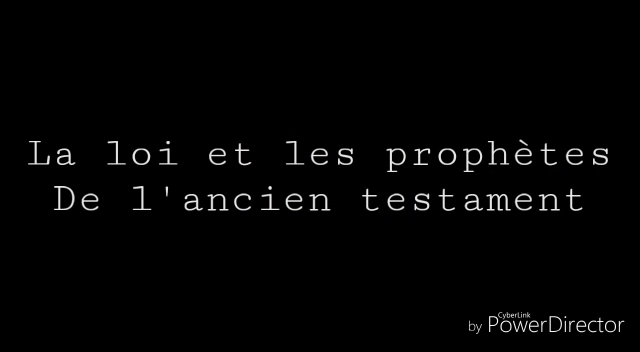 La loi et les prophètes
De l'ancien testament
CyberLink
by PowerDirector